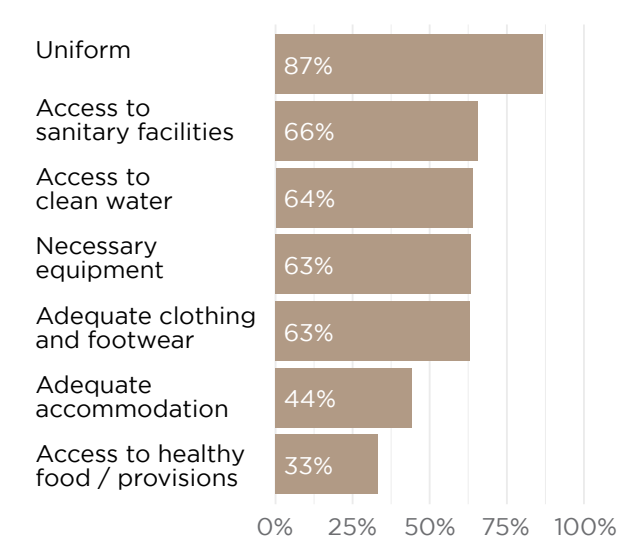 Uniform
87%
Access to
sanitary facilities
66%
Access to
clean water
64%
Necessary
equipment
63%
Adequate clothing
and footwear
63%
Adequate
accommodation
44%
Access to healthy
food / provisions
33%
0% 25% 50% 75% 100%